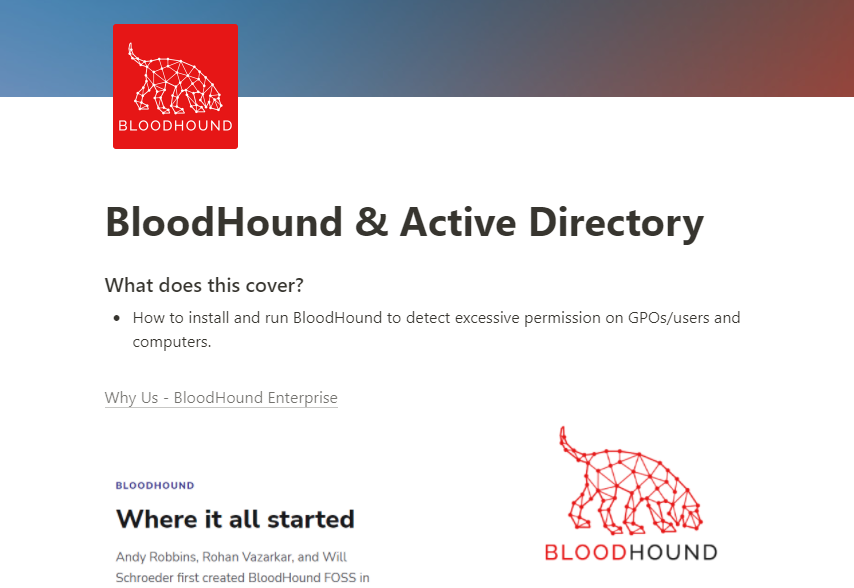 BLOODHOUND
BloodHound & Active Directory
What does this cover?
• How to install and run BloodHound to detect excessive permission on GPOs/users and
computers.
Why Us - BloodHound Enterprise
BLOODHOUND
Where it all started
Andy Robbins, Rohan Vazarkar, and Will
Schroeder first created BloodHound FOSS in
BLOODHOUND